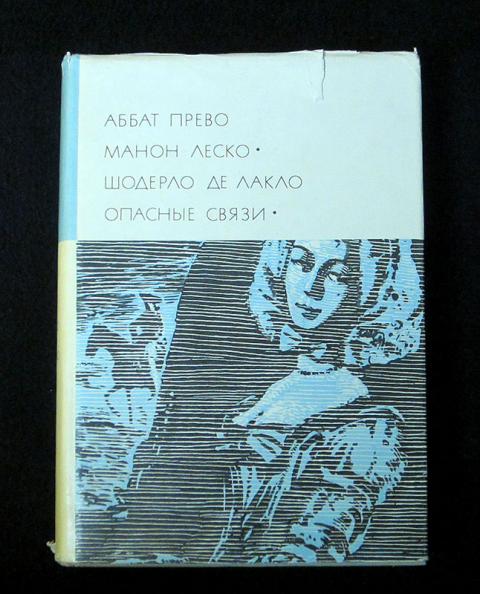 АББАТ ПРЕВО
МАНОН ЛЕСКО •
ШОДЕРЛО ДЕ ЛАКЛО
ОПАСНЫЕ СВЯЗИ •